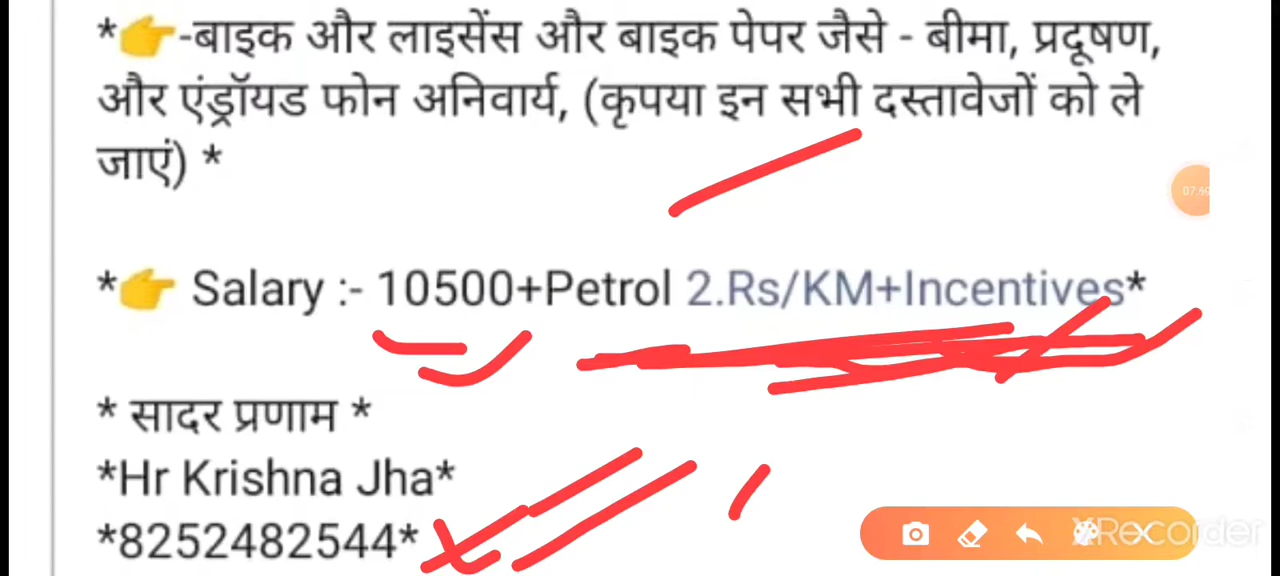 *👉-बाइक और लाइसेंस और बाइक पेपर जैसे - बीमा, प्रदूषण,
और एंड्रॉयड फोन अनिवार्य, (कृपया इन सभी दस्तावेजों को ले
जाएं) *
*👉 Salary :- 10500+Petrol 2.Rs/KM+Incentives*
* सादर प्रणाम *
*Hr Krishna Jha*
*8252482544*
XRecorder